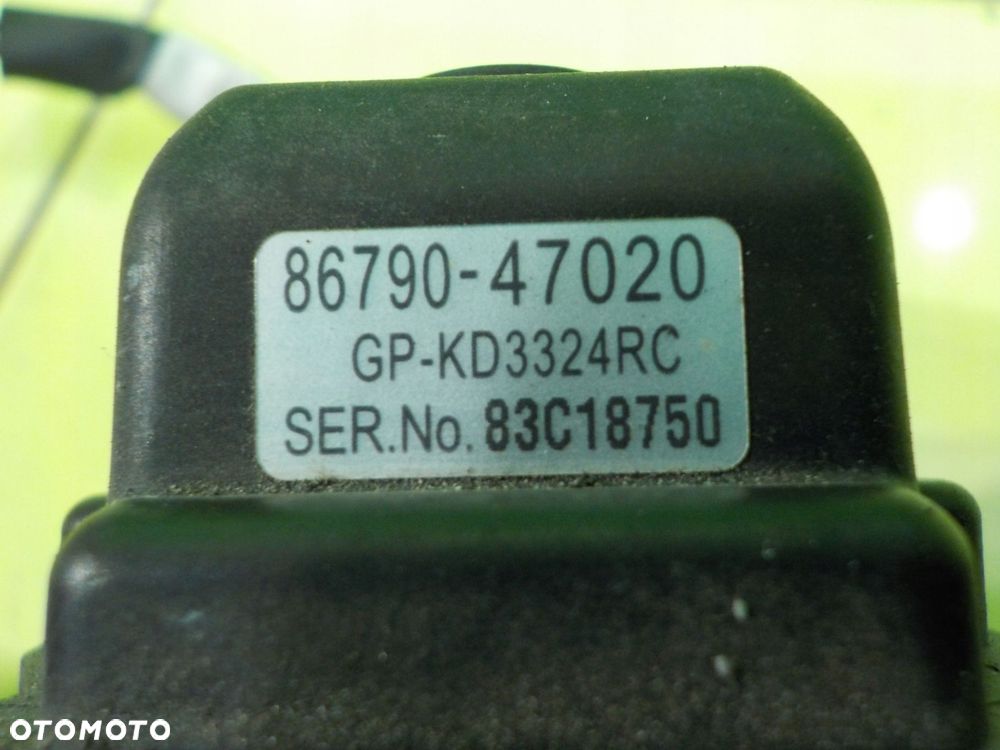 86790-47020
GP-KD3324RC
SER.No. 83C18750
OTOMOTO